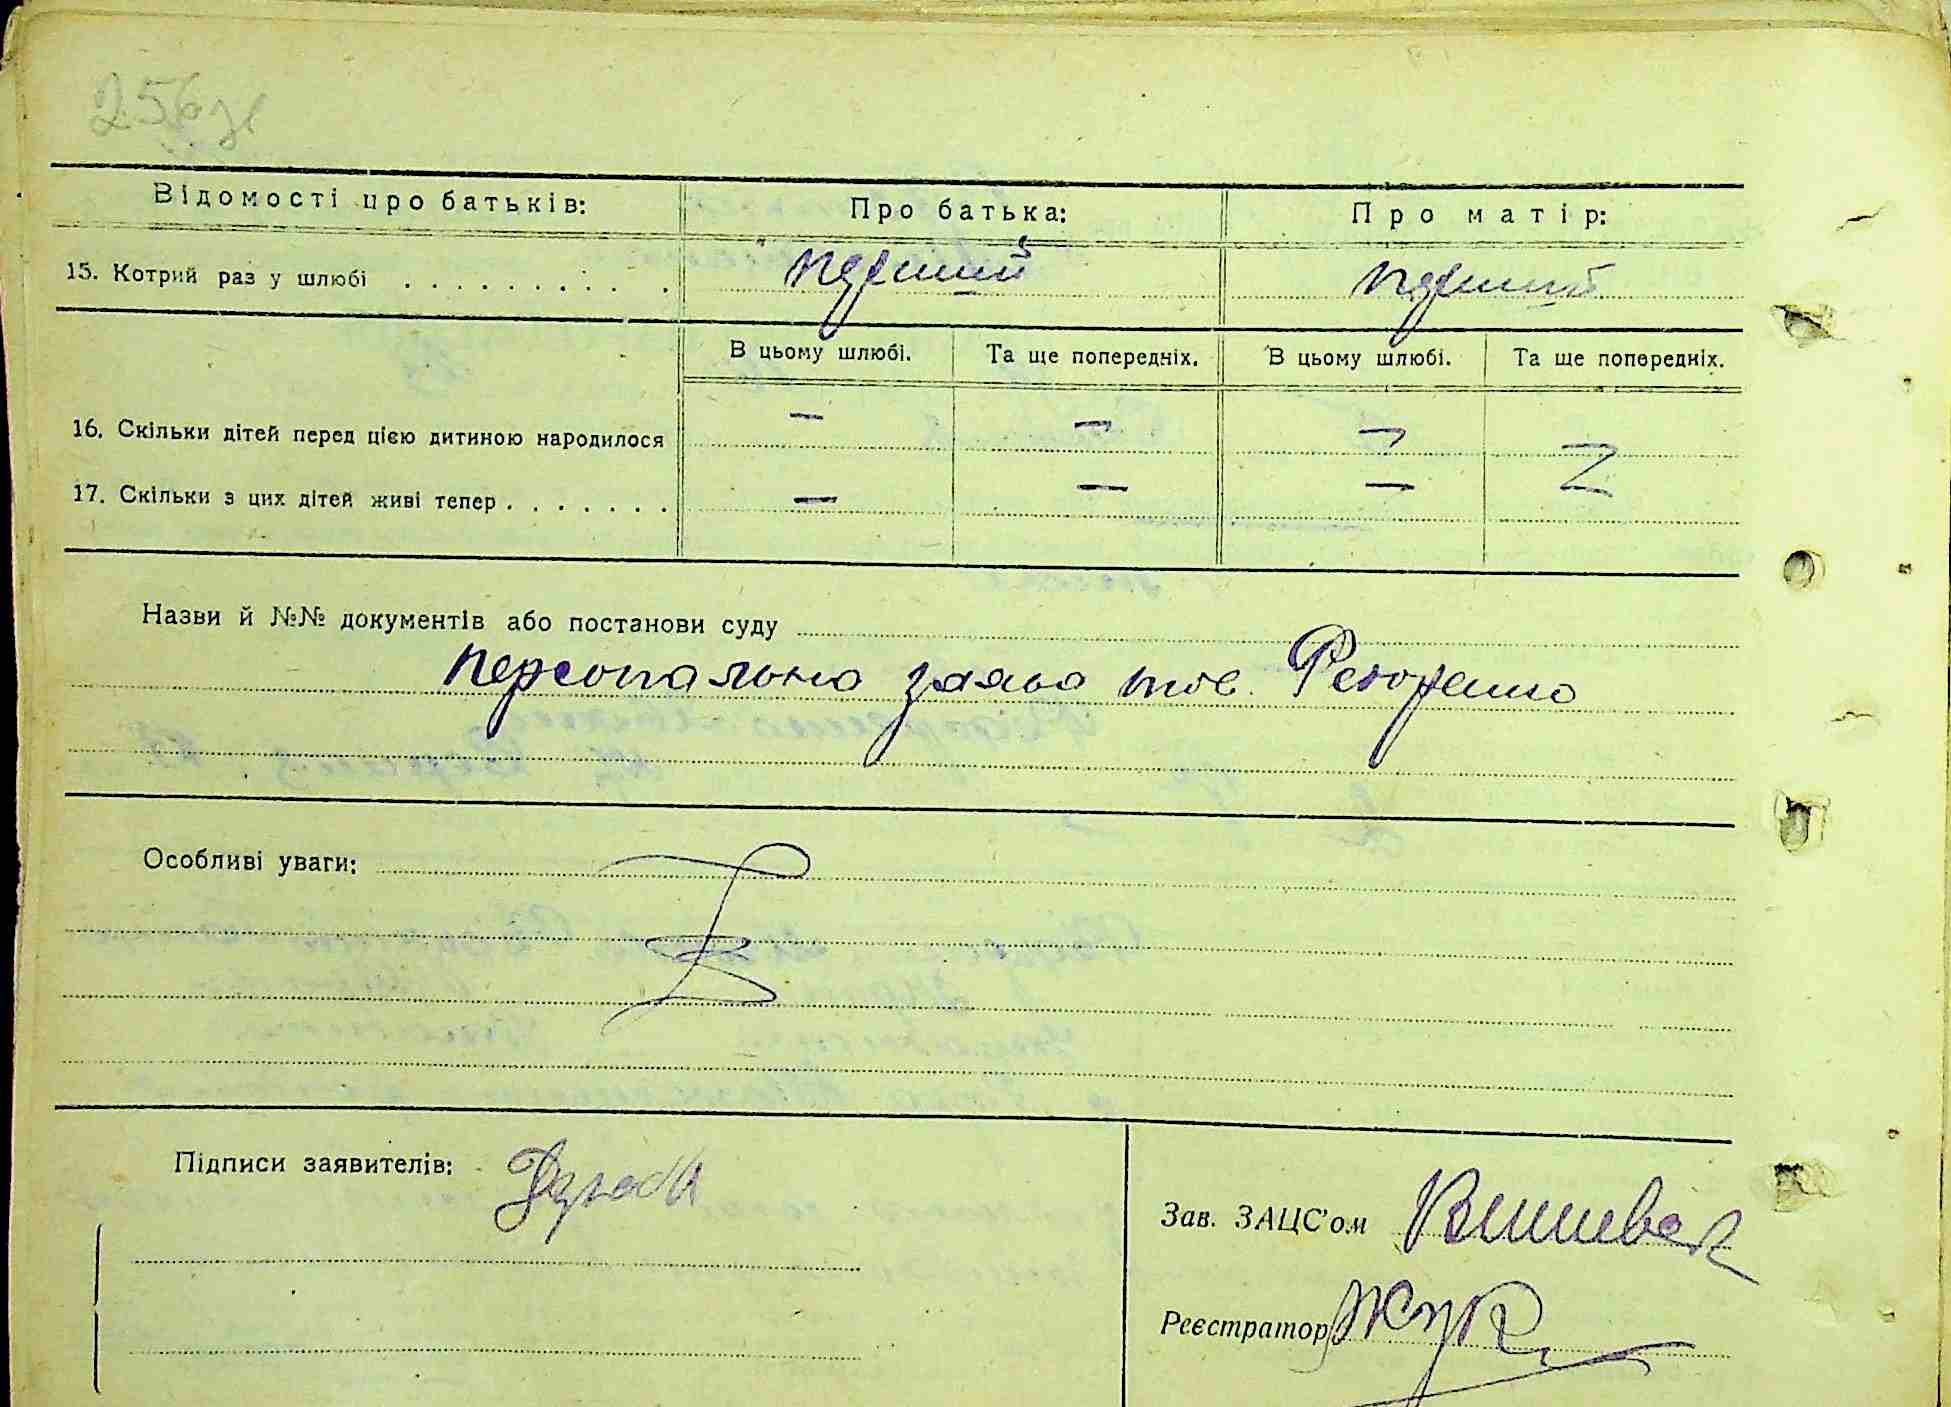 256
Відомості про батьків: Про батька: Про матір:
15. Котрий раз у шлюбі . . . . . . . . . . перший перший
В цьому шлюбі. Та ще попередніх. В цьому шлюбі. Та ще попередніх.
16. Скільки дітей перед цією дитиною народилося — — —
17. Скільки з цих дітей живі тепер . . . . . . . — — —
Назви й №№ документів або постанови суду
персонально заява тов.
Особливі уваги:
Підписи заявителів:
Зав. ЗАЦС'ом
Реєстратор Жук